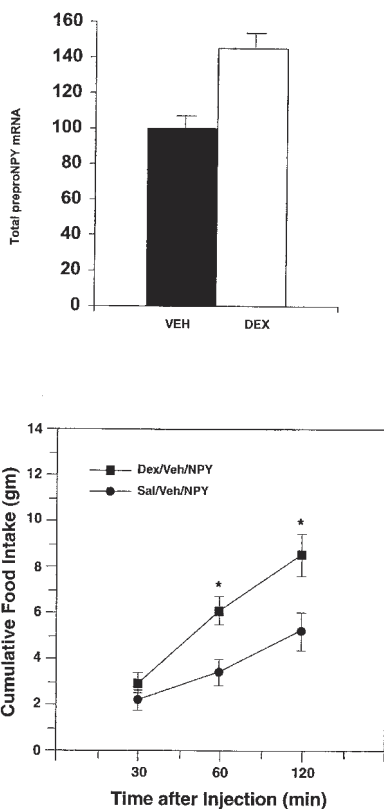 160
140
120
100
80
60
40
20
0
Total preproNPY mRNA
VEH DEX
14
12
10
8
6
4
2
0
Cumulative Food Intake (gm)
Dex/Veh/NPY
Sal/Veh/NPY
*
*
30 60 120
Time after Injection (min)